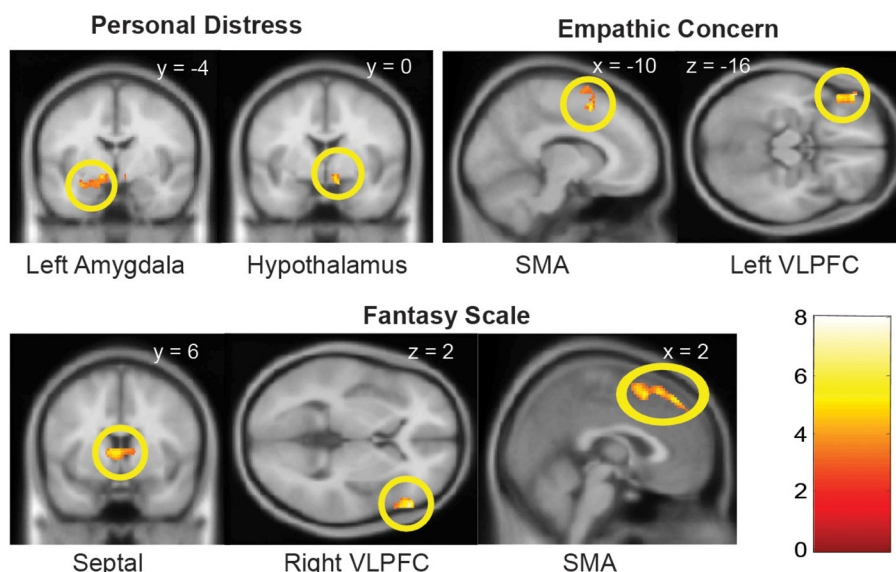 Personal Distress
Empathic Concern
y = -4
y = 0
x = -10
z = -16
Left Amygdala
Hypothalamus
SMA
Left VLPFC
Fantasy Scale
y = 6
z = 2
x = 2
8
6
4
2
0
Septal
Right VLPFC
SMA